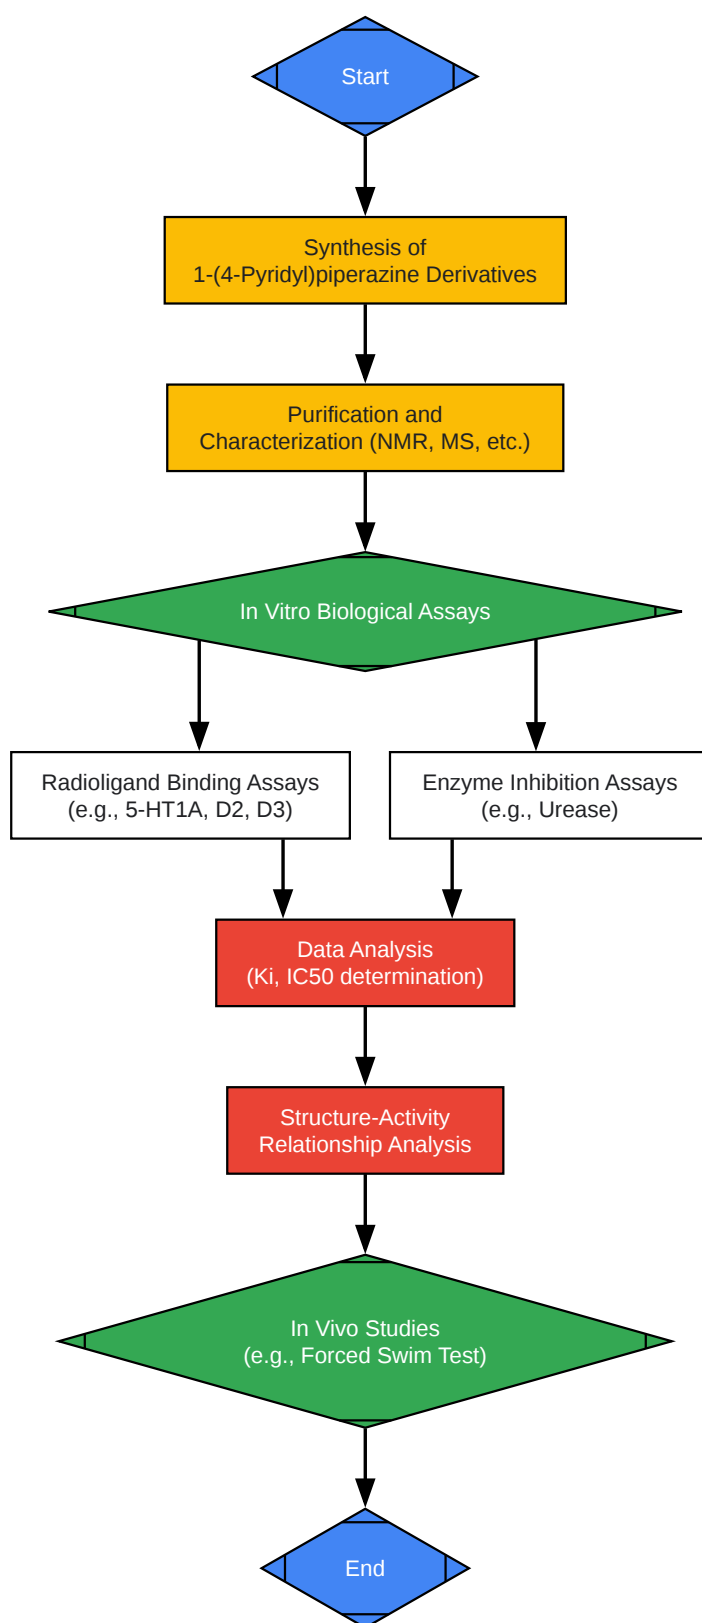 Start
Synthesis of
1-(4-Pyridyl)piperazine Derivatives
Purification and
Characterization (NMR, MS, etc.)
In Vitro Biological Assays
Radioligand Binding Assays
(e.g., 5-HT1A, D2, D3)
Enzyme Inhibition Assays
(e.g., Urease)
Data Analysis
(Ki, IC50 determination)
Structure-Activity
Relationship Analysis
In Vivo Studies
(e.g., Forced Swim Test)
End